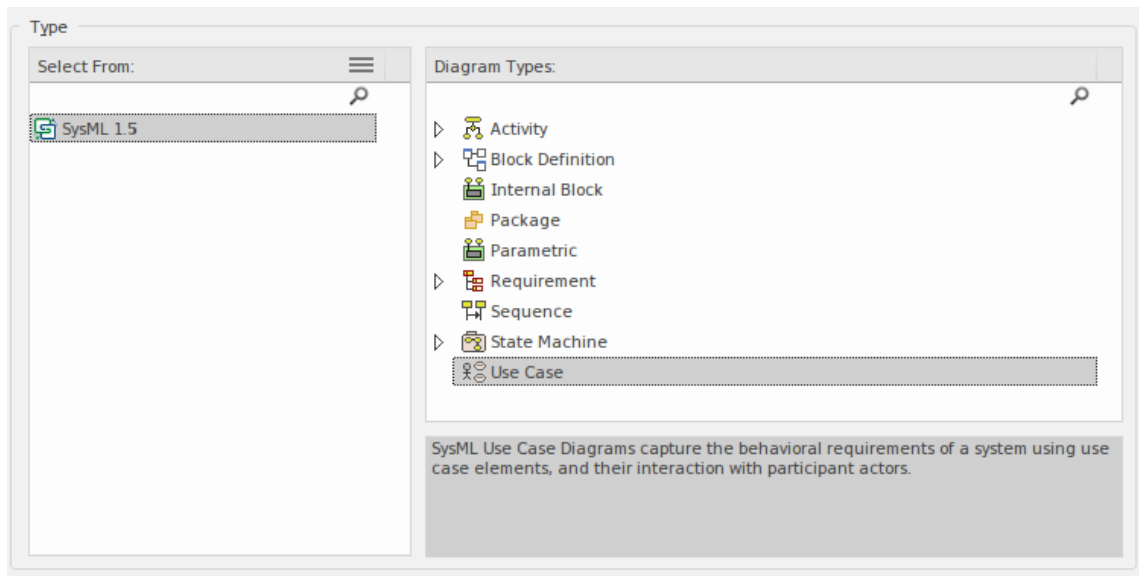 Type
Select From:
Diagram Types:
SysML 1.5
Activity
Block Definition
Internal Block
Package
Parametric
Requirement
Sequence
State Machine
Use Case
SysML Use Case Diagrams capture the behavioral requirements of a system using use
case elements, and their interaction with participant actors.